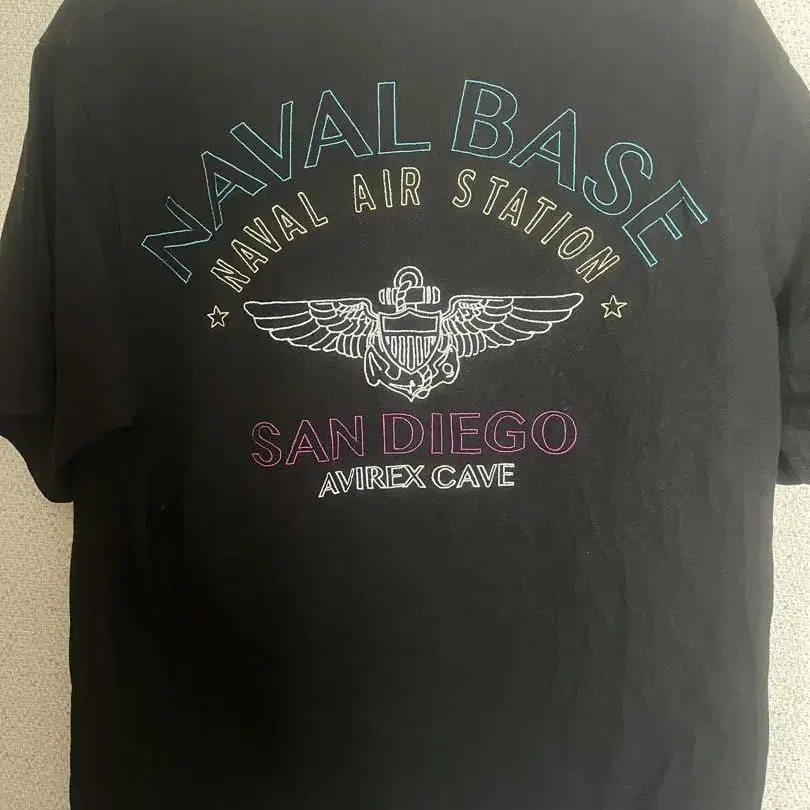 NAVAL BASE
NAVAL AIR STATION
SAN DIEGO
AVIREX CAVE